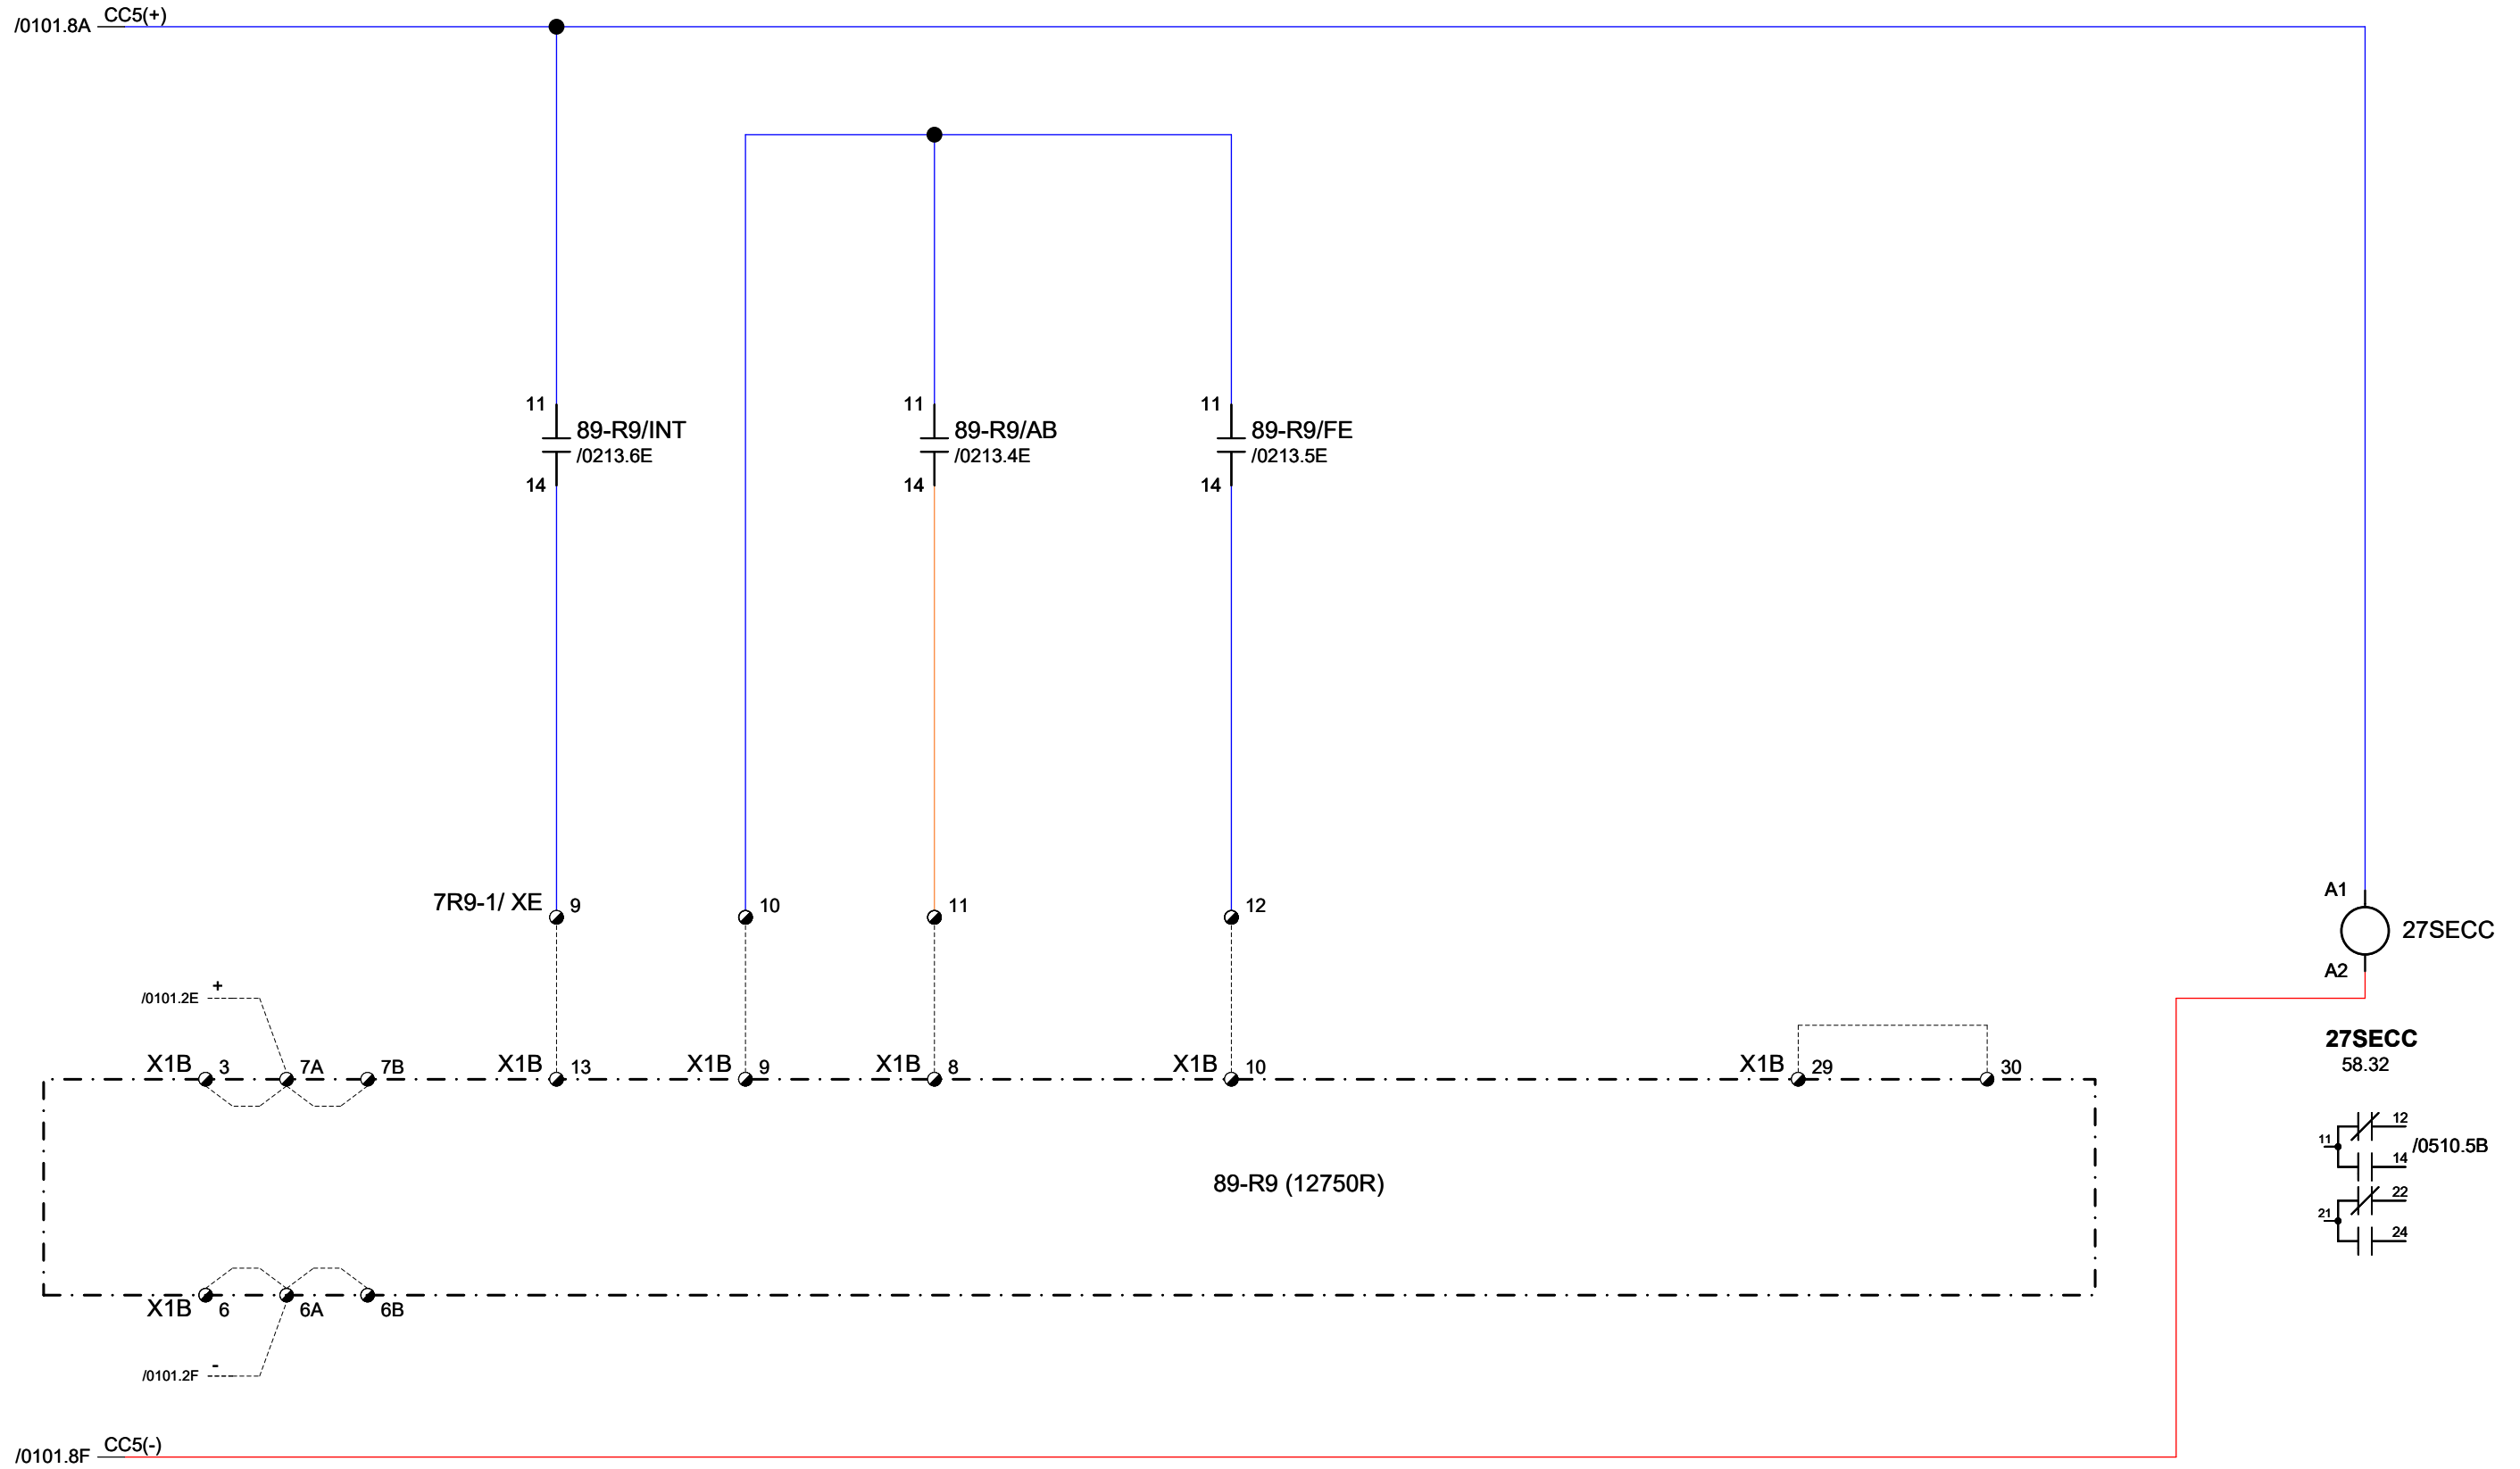 CC5(+)
/0101.8A
11
11
11
89-R9/INT
/0213.6E
89-R9/AB
/0213.4E
89-R9/FE
/0213.5E
14
14
14
7R9-1/ XE
9
10
11
12
A1
27SECC
A2
+
/0101.2E
X1B
3
7A
7B
X1B
13
X1B
9
X1B
8
X1B
10
X1B
29
30
27SECC
58.32
12
11
14
/0510.5B
22
21
24
89-R9 (12750R)
X1B
6
6A
6B
-
/0101.2F
CC5(-)
/0101.8F